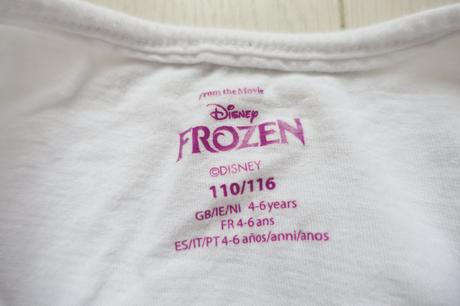 from the Movie
Disney
FROZEN
©DISNEY
110/116
GB/IE/NI 4-6 years
FR 4-6 ans
ES/IT/PT 4-6 años/anni/anos